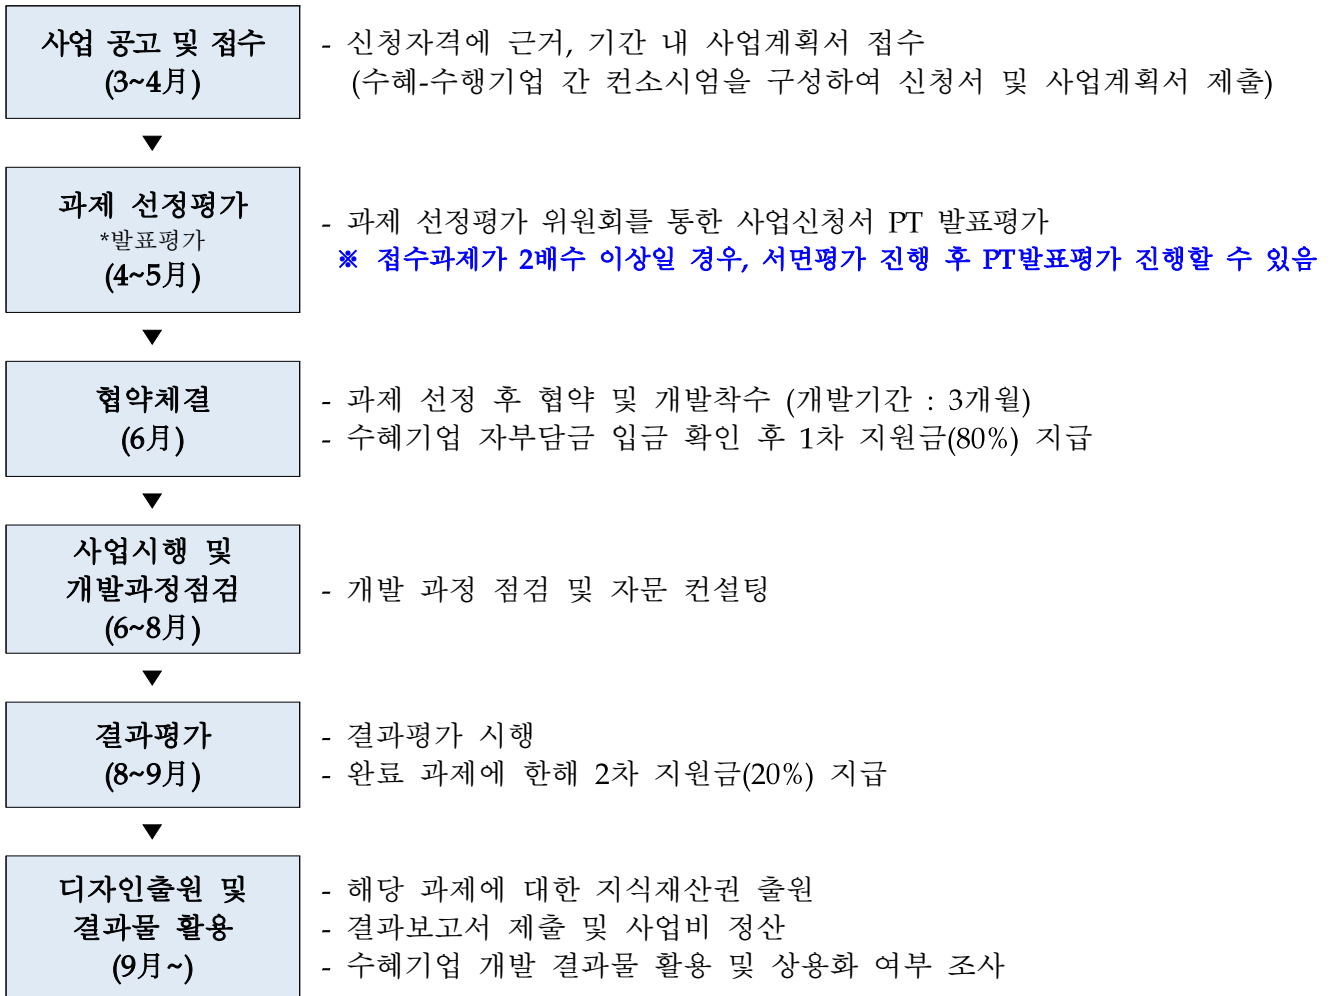 사업 공고 및 접수
(3~4月)
- 신청자격에 근거, 기간 내 사업계획서 접수
(수혜-수행기업 간 컨소시엄을 구성하여 신청서 및 사업계획서 제출)
▼
과제 선정평가
*발표평가
(4~5月)
- 과제 선정평가 위원회를 통한 사업신청서 PT 발표평가
※ 접수과제가 2배수 이상일 경우, 서면평가 진행 후 PT발표평가 진행할 수 있음
▼
협약체결
(6月)
- 과제 선정 후 협약 및 개발착수 (개발기간 : 3개월)
- 수혜기업 자부담금 입금 확인 후 1차 지원금(80%) 지급
▼
사업시행 및
개발과정점검
(6~8月)
- 개발 과정 점검 및 자문 컨설팅
▼
결과평가
(8~9月)
- 결과평가 시행
- 완료 과제에 한해 2차 지원금(20%) 지급
▼
디자인출원 및
결과물 활용
(9月~)
- 해당 과제에 대한 지식재산권 출원
- 결과보고서 제출 및 사업비 정산
- 수혜기업 개발 결과물 활용 및 상용화 여부 조사